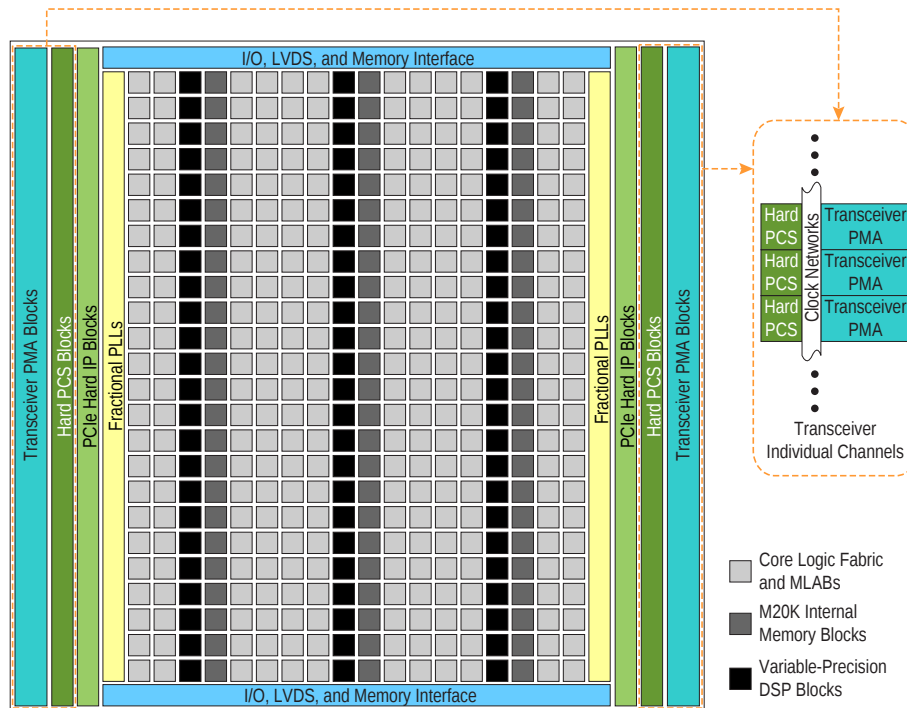 I/O, LVDS, and Memory Interface
Transceiver PMA Blocks
Hard PCS Blocks
PCIe Hard IP Blocks
Fractional PLLs
Fractional PLLs
PCIe Hard IP Blocks
Hard PCS Blocks
Transceiver PMA Blocks
I/O, LVDS, and Memory Interface
Hard
PCS
Transceiver
PMA
Hard
PCS
Transceiver
PMA
Hard
PCS
Transceiver
PMA
Clock Networks
Transceiver
Individual Channels
Core Logic Fabric
and MLABs
M20K Internal
Memory Blocks
Variable-Precision
DSP Blocks